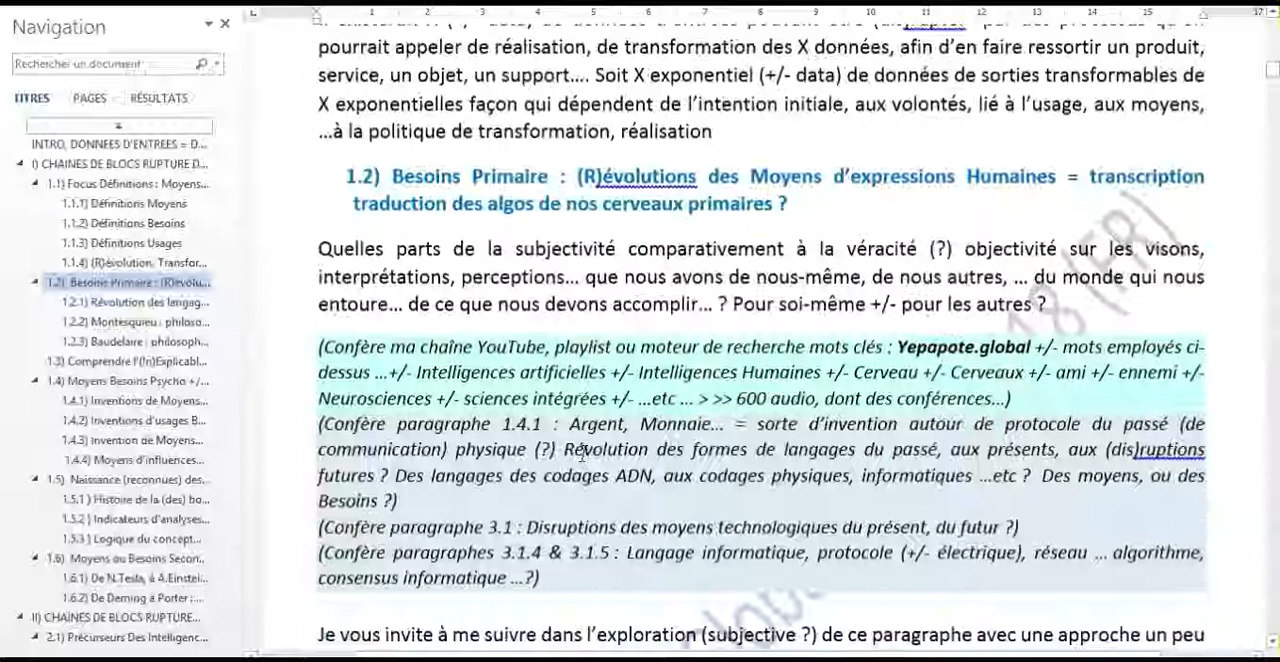 Navigation
Rechercher un document
TITRES PAGES RÉSULTATS
INTRO, DONNEES D'ENTREES = D...
I) CHAINES DE BLOCS RUPTURE D...
1.1) Focus Définitions : Moyens...
1.1.1) Définitions Moyens
1.1.2) Définitions Besoins
1.1.3) Définitions Usages
1.1.4) (R)évolution, Transfor...
1.2) Besoins Primaire : (R)évolu...
1.2.1) Révolution des langag...
1.2.2) Montesquieu : philoso...
1.2.3) Baudelaire : philosoph...
1.3) Comprendre l'(In)Explicabl...
1.4) Moyens Besoins Psycho +/...
1.4.1) Inventions de Moyens...
1.4.2) Inventions d'usages B...
1.4.3) Invention de Moyens...
1.4.4) Moyens d'influences...
1.5) Naissance (reconnues) des...
1.5.1 ) Histoire de la (des) bo...
1.5.2 ) Indicateurs d'analyses...
1.5.3 ) Logique du concept...
1.6) Moyens ou Besoins Secon...
1.6.1) De N.Tesla, à A.Einstei...
1.6.2) De Deming à Porter :...
II) CHAINES DE BLOCS RUPTURE...
2.1) Précurseurs Des Intelligenc...
1 2 3 4 5 6 7 8 9 10 11 12 13 14 15 17
pourrait appeler de réalisation, de transformation des X données, afin d'en faire ressortir un produit,
service, un objet, un support.... Soit X exponentiel (+/- data) de données de sorties transformables de
X exponentielles façon qui dépendent de l'intention initiale, aux volontés, lié à l'usage, aux moyens,
...à la politique de transformation, réalisation
1.2) Besoins Primaire : (R)évolutions des Moyens d'expressions Humaines = transcription
traduction des algos de nos cerveaux primaires ?
Quelles parts de la subjectivité comparativement à la véracité (?) objectivité sur les visons,
interprétations, perceptions... que nous avons de nous-même, de nous autres, ... du monde qui nous
entoure... de ce que nous devons accomplir... ? Pour soi-même +/- pour les autres ?
(Confère ma chaîne YouTube, playlist ou moteur de recherche mots clés : Yepapote.global +/- mots employés ci-
dessus ...+/- Intelligences artificielles +/- Intelligences Humaines +/- Cerveau +/- Cerveaux +/- ami +/- ennemi +/-
Neurosciences +/- sciences intégrées +/- ...etc ... > >> 600 audio, dont des conférences...)
(Confère paragraphe 1.4.1 : Argent, Monnaie... = sorte d'invention autour de protocole du passé (de
communication) physique (?) Révolution des formes de langages du passé, aux présents, aux (dis)ruptions
futures ? Des langages des codages ADN, aux codages physiques, informatiques ...etc ? Des moyens, ou des
Besoins ?)
(Confère paragraphe 3.1 : Disruptions des moyens technologiques du présent, du futur ?)
(Confère paragraphes 3.1.4 & 3.1.5 : Langage informatique, protocole (+/- électrique), réseau ... algorithme,
consensus informatique ...?)
Je vous invite à me suivre dans l'exploration (subjective ?) de ce paragraphe avec une approche un peu
18 (FR)